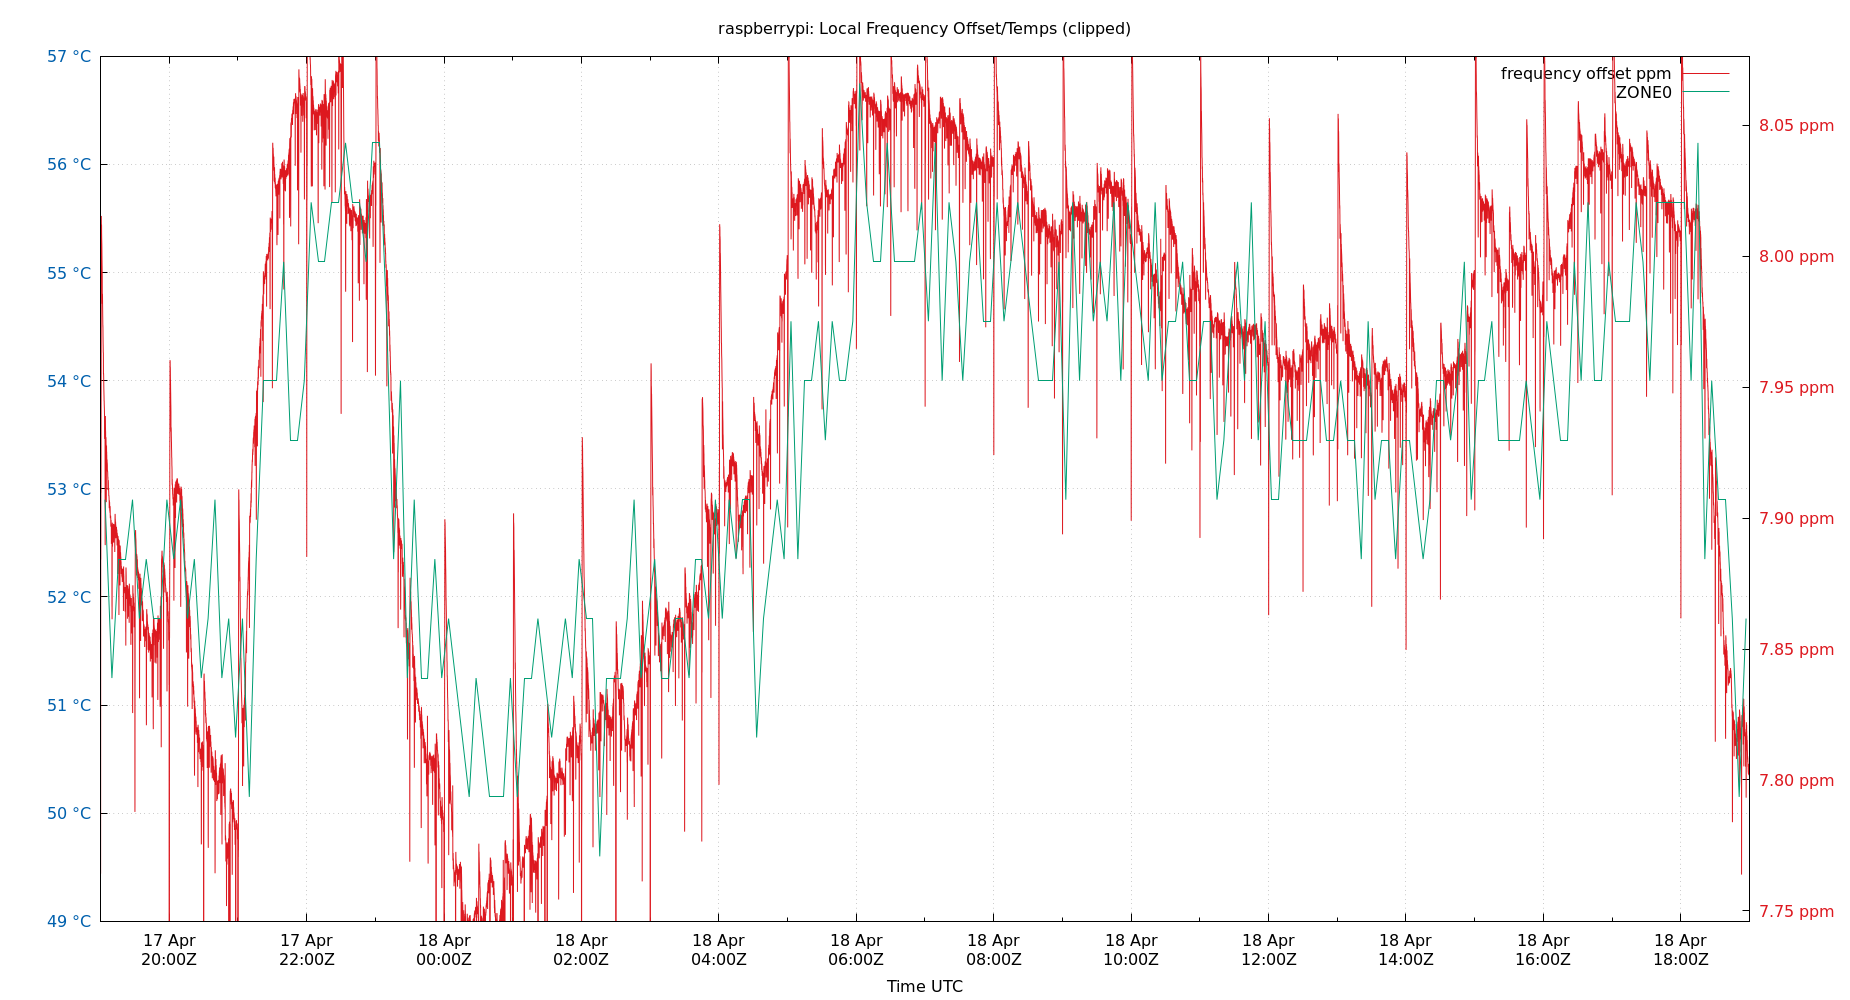 raspberrypi: Local Frequency Offset/Temps (clipped)
57 °C
56 °C
55 °C
54 °C
53 °C
52 °C
51 °C
50 °C
49 °C
frequency offset ppm
ZONE0
8.05 ppm
8.00 ppm
7.95 ppm
7.90 ppm
7.85 ppm
7.80 ppm
7.75 ppm
17 Apr 17 Apr 18 Apr 18 Apr 18 Apr 18 Apr 18 Apr 18 Apr 18 Apr 18 Apr 18 Apr 18 Apr
20:00Z 22:00Z 00:00Z 02:00Z 04:00Z 06:00Z 08:00Z 10:00Z 12:00Z 14:00Z 16:00Z 18:00Z
Time UTC